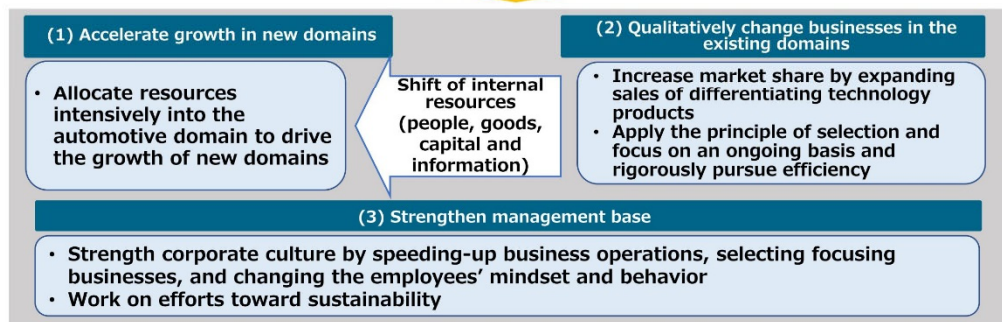 (1) Accelerate growth in new domains
• Allocate resources
intensively into the
automotive domain to drive
the growth of new domains
Shift of internal
resources
(people, goods,
capital and
information)
(2) Qualitatively change businesses in the
existing domains
• Increase market share by expanding
sales of differentiating technology
products
• Apply the principle of selection and
focus on an ongoing basis and
rigorously pursue efficiency
(3) Strengthen management base
• Strength corporate culture by speeding-up business operations, selecting focusing
businesses, and changing the employees’ mindset and behavior
• Work on efforts toward sustainability